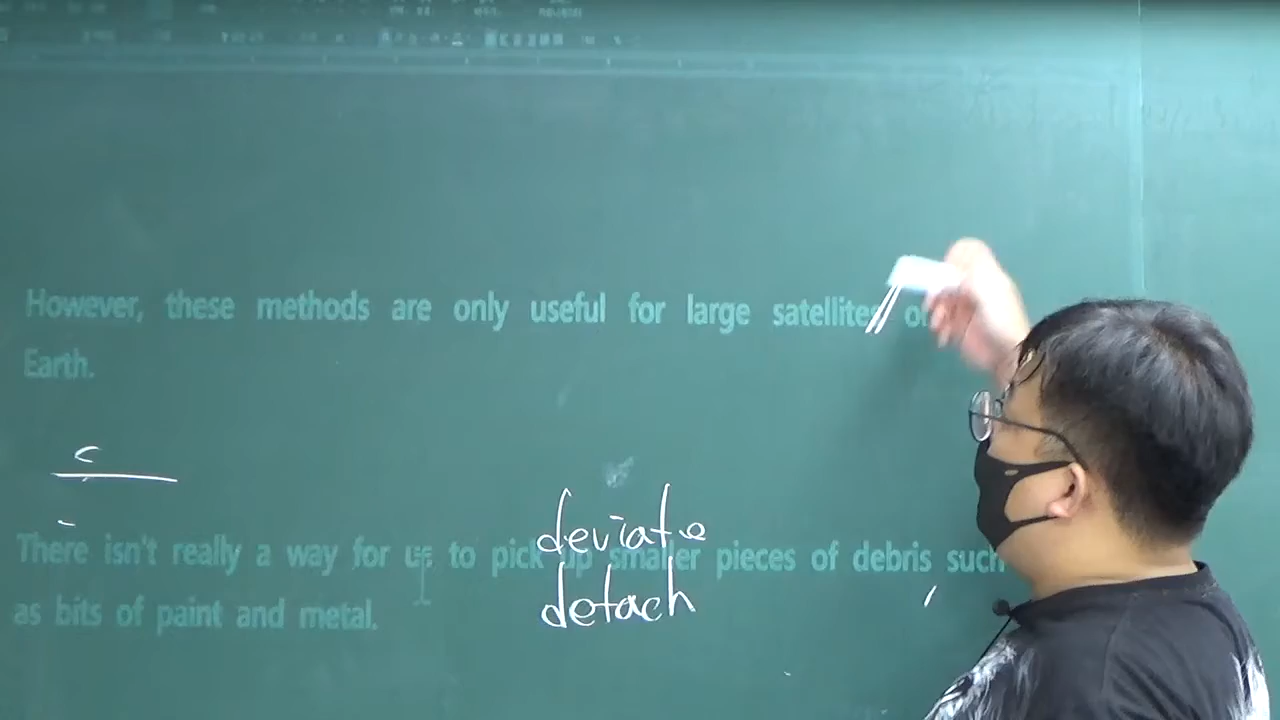 However, these methods are only useful for large satellites
Earth.
deviate
There isn't really a way for us to pick up smaller pieces of debris such
detach
as bits of paint and metal.